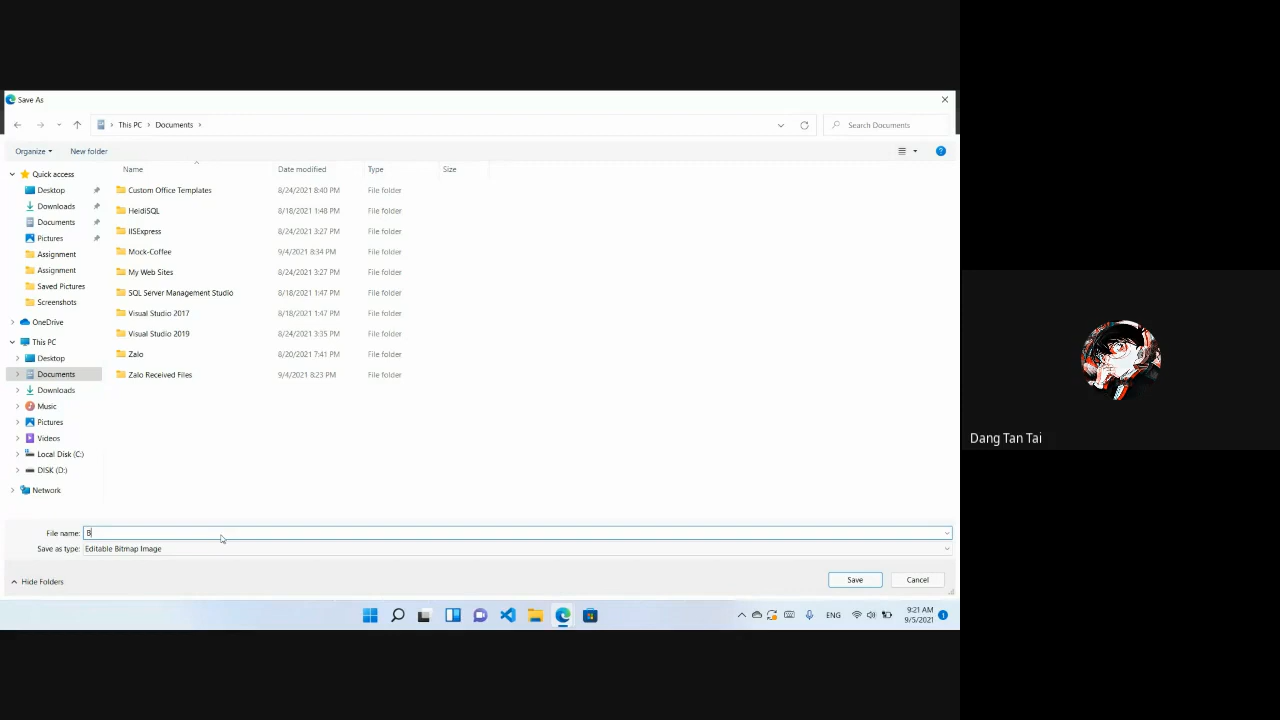 Save As
This PC > Documents >
Search Documents
Organize
New folder
Name Date modified Type Size
Quick access
Desktop
Downloads
Documents
Pictures
Assignment
Assignment
Saved Pictures
Screenshots
OneDrive
This PC
Desktop
Documents
Downloads
Music
Pictures
Videos
Local Disk (C:)
DISK (D:)
Network
Custom Office Templates 8/24/2021 8:40 PM File folder
HeidiSQL 8/18/2021 1:48 PM File folder
IISExpress 8/24/2021 3:27 PM File folder
Mock-Coffee 9/4/2021 8:34 PM File folder
My Web Sites 8/24/2021 3:27 PM File folder
SQL Server Management Studio 8/18/2021 1:47 PM File folder
Visual Studio 2017 8/18/2021 1:47 PM File folder
Visual Studio 2019 8/24/2021 3:35 PM File folder
Zalo 8/20/2021 7:41 PM File folder
Zalo Received Files 9/4/2021 8:23 PM File folder
File name: B
Save as type: Editable Bitmap Image
Hide Folders
Save
Cancel
ENG
9:21 AM
9/5/2021
1
Dang Tan Tai